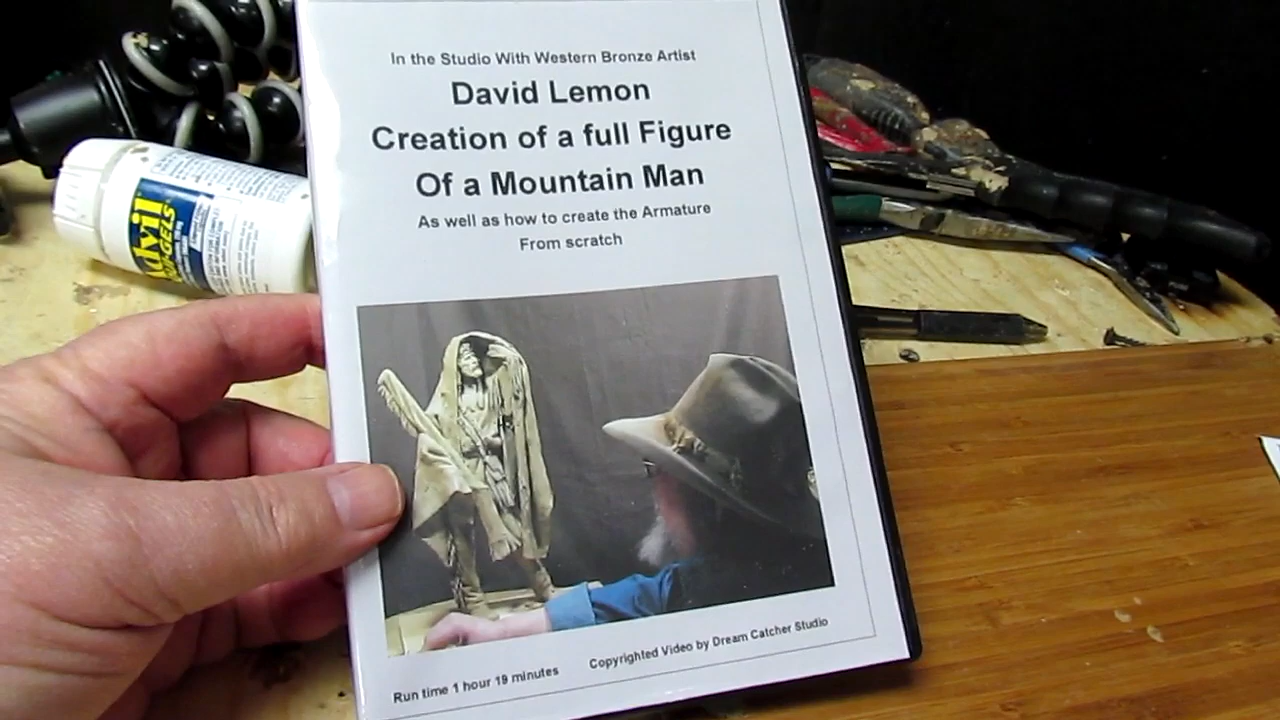 In the Studio With Western Bronze Artist
David Lemon
Creation of a full Figure
Of a Mountain Man
As well as how to create the Armature
From scratch
Run time 1 hour 19 minutes
Copyrighted Video by Dream Catcher Studio
Advil